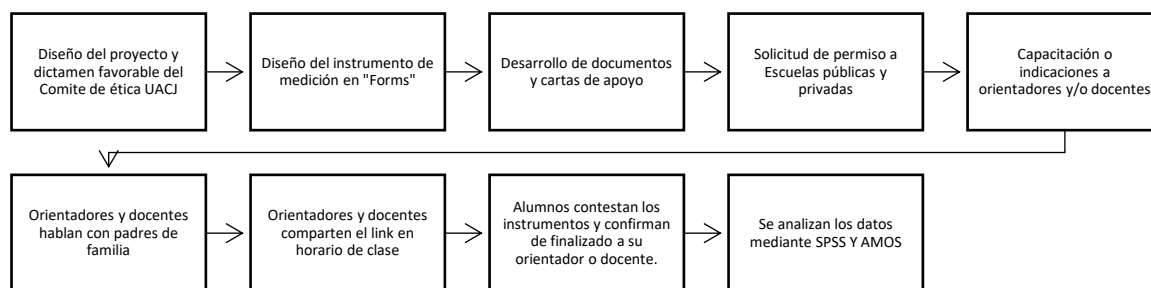 Diseño del proyecto y
dictamen favorable del
Comite de ética UACJ
Diseño del instrumento de
medición en "Forms"
Desarrollo de documentos
y cartas de apoyo
Solicitud de permiso a
Escuelas públicas y
privadas
Capacitación o
indicaciones a
orientadores y/o docentes
Orientadores y docentes
hablan con padres de
familia
Orientadores y docentes
comparten el link en
horario de clase
Alumnos contestan los
instrumentos y confirman
de finalizado a su
orientador o docente.
Se analizan los datos
mediante SPSS Y AMOS